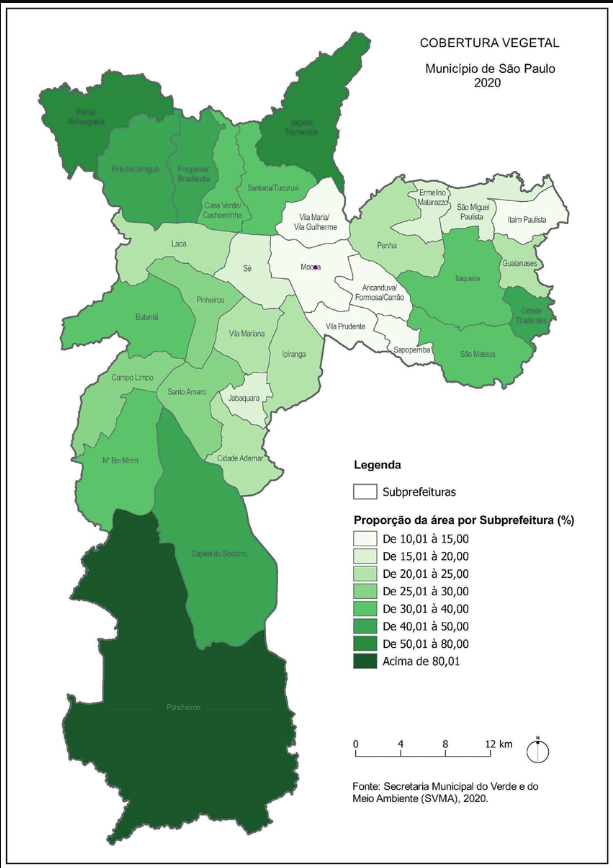 COBERTURA VEGETAL
Município de São Paulo
2020
Perus/
Anhanguera
Jaçanã/
Tremembé
Pirituba/Jaraguá
Freguesia/
Brasilândia
Casa Verde/
Cachoeirinha
Santana/Tucuruvi
Vila Maria/
Vila Guilherme
Ermelino
Matarazzo
São Miguel
Paulista
Itaim Paulista
Penha
Lapa
Sé
Mooca
Itaquera
Guaianases
Aricanduva/
Formosa/Carrão
Cidade
Tiradentes
Pinheiros
Butantã
Vila Mariana
Vila Prudente
Ipiranga
Sapopemba
São Mateus
Campo Limpo
Santo Amaro
Jabaquara
M' Boi Mirim
Cidade Ademar
Capela do Socorro
Parelheiros
Legenda
Subprefeituras
Proporção da área por Subprefeitura (%)
De 10,01 à 15,00
De 15,01 à 20,00
De 20,01 à 25,00
De 25,01 à 30,00
De 30,01 à 40,00
De 40,01 à 50,00
De 50,01 à 80,00
Acima de 80,01
N
0 4 8 12 km
Fonte: Secretaria Municipal do Verde e do
Meio Ambiente (SVMA), 2020.